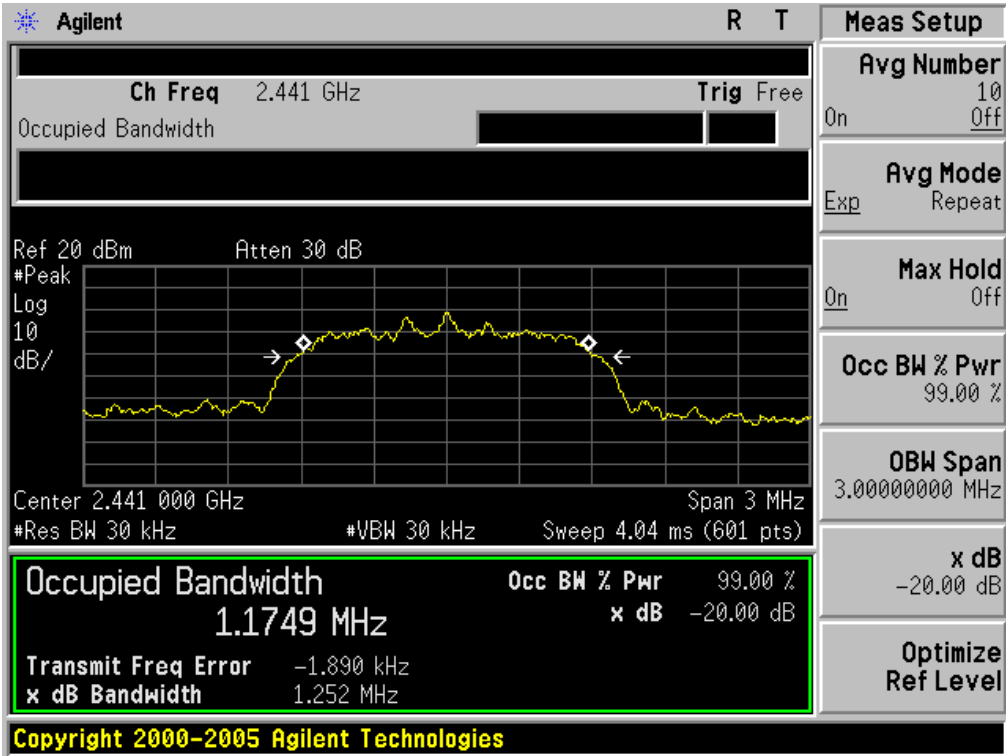 Agilent R T
Ch Freq 2.441 GHz Trig Free
Occupied Bandwidth
Ref 20 dBm Atten 30 dB
#Peak
Log
10
dB/
Center 2.441 000 GHz Span 3 MHz
#Res BW 30 kHz #VBW 30 kHz Sweep 4.04 ms (601 pts)
Occupied Bandwidth
1.1749 MHz
Occ BW % Pwr 99.00 %
x dB -20.00 dB
Transmit Freq Error -1.890 kHz
x dB Bandwidth 1.252 MHz
Copyright 2000-2005 Agilent Technologies
Meas Setup
Avg Number
10
On Off
Avg Mode
Exp Repeat
Max Hold
On Off
Occ BW % Pwr
99.00 %
OBW Span
3.00000000 MHz
x dB
-20.00 dB
Optimize
Ref Level